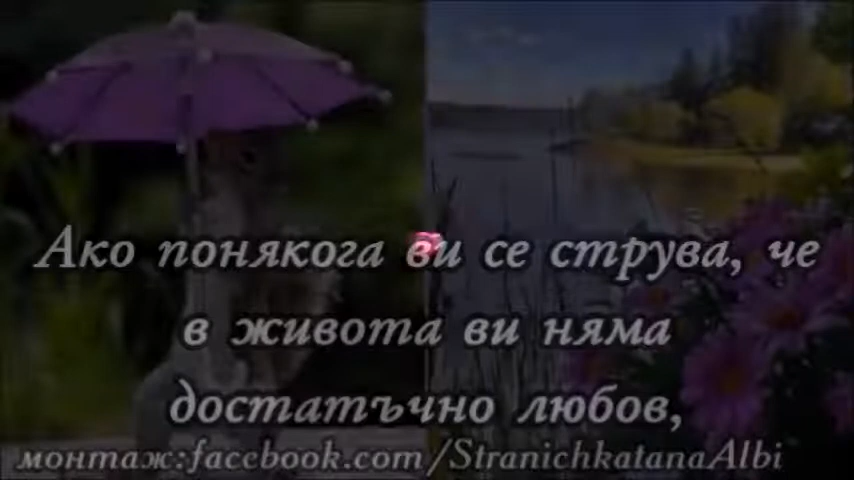 Ако понякога ви се струва, че
в живота ви няма
достатъчно любов,
монтаж:facebook.com/StranichkatanaAlbi